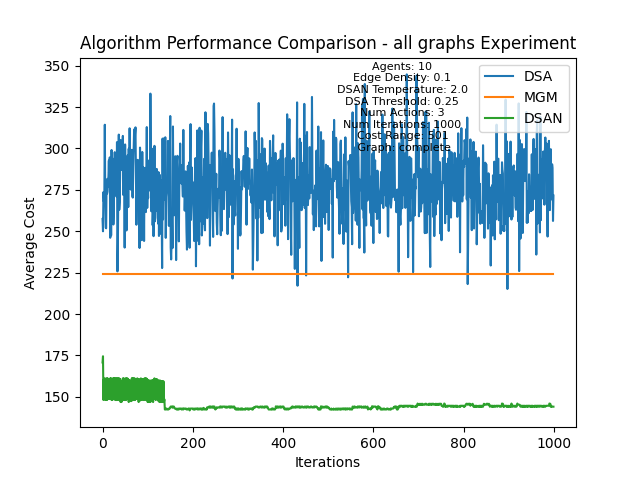 Algorithm Performance Comparison - all graphs Experiment
Agents: 10
Edge Density: 0.1
DSAN Temperature: 2.0
DSA Threshold: 0.25
Num Actions: 3
Num Iterations: 1000
Cost Range: 501
Graph: complete
DSA
MGM
DSAN
Average Cost
350
325
300
275
250
225
200
175
150
0
200
400
600
800
1000
Iterations